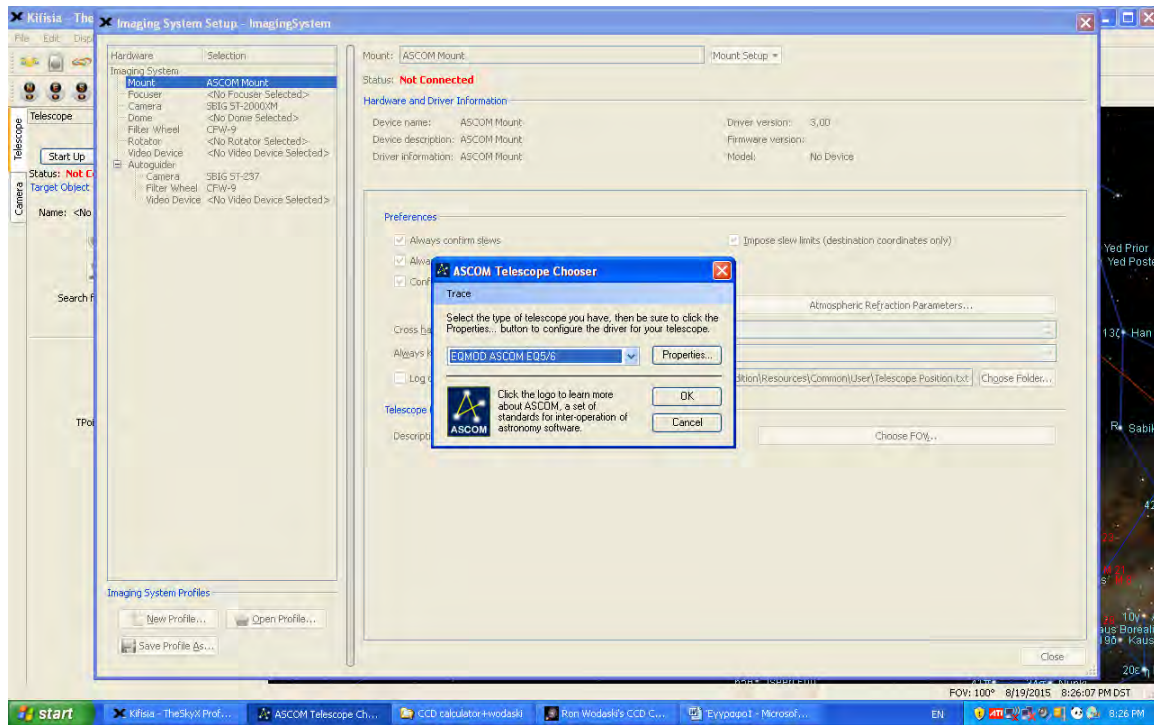 Kifisia - The
Imaging System Setup - ImagingSystem
File Edit Displ
Hardware Selection
Imaging System
Mount ASCOM Mount
Focuser <No Focuser Selected>
Camera SBIG ST-2000XM
Dome <No Dome Selected>
Filter Wheel CFW-9
Rotator <No Rotator Selected>
Video Device <No Video Device Selected>
Autoguider
Camera SBIG ST-237
Filter Wheel CFW-9
Video Device <No Video Device Selected>
Telescope
Camera
Telescope
Start Up
Status: Not C
Target Object
Name: <No
Search f
TPoi
Mount: ASCOM Mount Mount Setup
Status: Not Connected
Hardware and Driver Information
Device name: ASCOM Mount Driver version: 3,00
Device description: ASCOM Mount Firmware version:
Driver information: ASCOM Mount Model: No Device
Preferences
Always confirm slews Impose slew limits (destination coordinates only)
Alwa
Conf
Atmospheric Refraction Parameters...
Cross ha
Always k
Log c dition\Resources\Common\User\Telescope Position.txt Choose Folder...
Telescope
Descripti Choose FOV...
ASCOM Telescope Chooser
Trace
Select the type of telescope you have, then be sure to click the
Properties... button to configure the driver for your telescope.
EQMOD ASCOM EQ5/6 Properties...
Click the logo to learn more
about ASCOM, a set of
standards for inter-operation of
astronomy software.
ASCOM
OK
Cancel
Imaging System Profiles
New Profile... Open Profile...
Save Profile As...
Close
Yed Prior
Yed Poste
13ζ Han
Sabik
42
M 21
10γ
aus Boreali
Kaus
20ε
FOV: 100° 8/19/2015 8:26:07 PM DST
start Kifisia - TheSkyX Prof... ASCOM Telescope Ch... CCD calculator+wodaski Ron Wodaski's CCD C... Έγγραφο1 - Microsof... EN ATI 8:26 PM